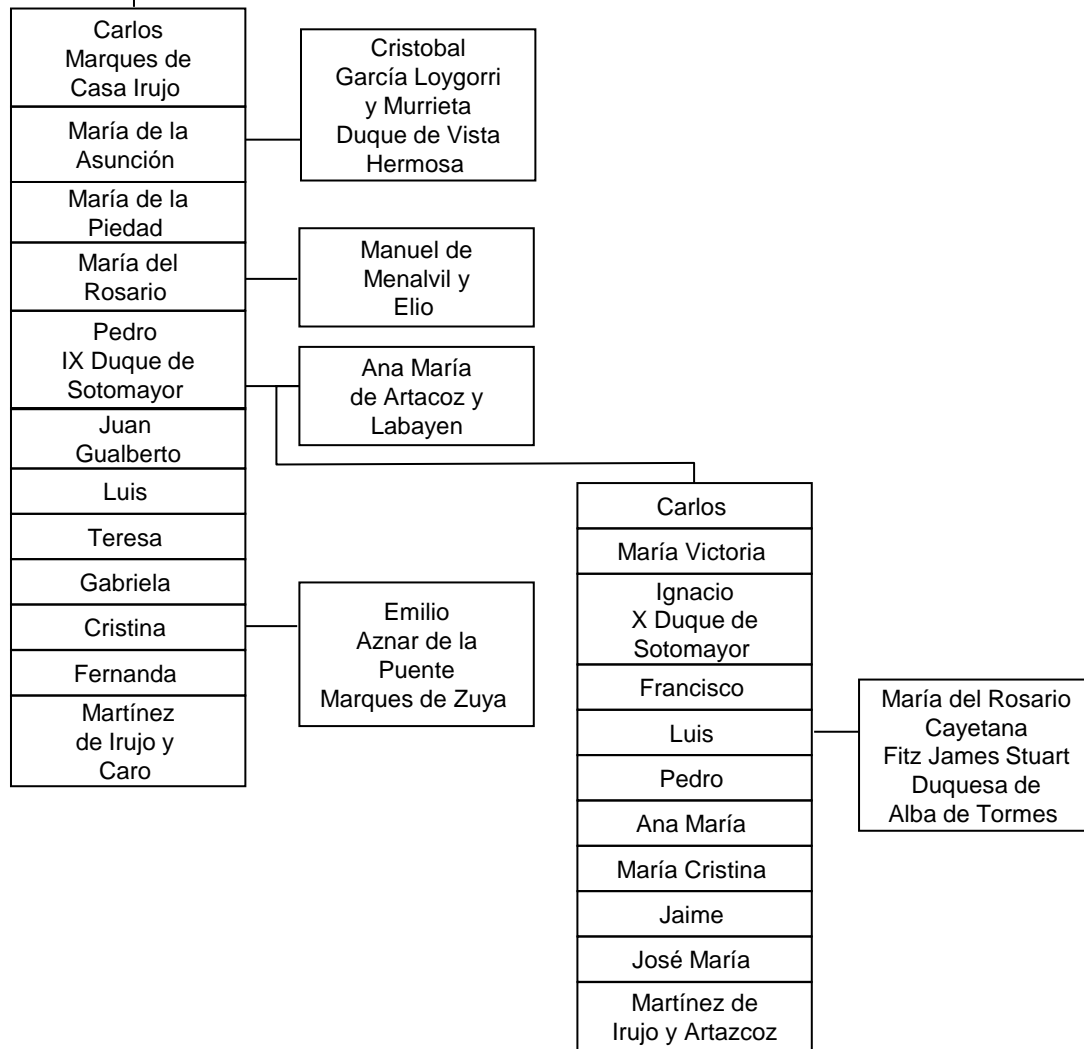 Carlos
Marques de
Casa Irujo
María de la
Asunción
María de la
Piedad
María del
Rosario
Pedro
IX Duque de
Sotomayor
Juan
Gualberto
Luis
Teresa
Gabriela
Cristina
Fernanda
Martínez
de Irujo y
Caro
Cristobal
García Loygorri
y Murrieta
Duque de Vista
Hermosa
Manuel de
Menalvil y
Elio
Ana María
de Artacoz y
Labayen
Emilio
Aznar de la
Puente
Marques de Zuya
Carlos
María Victoria
Ignacio
X Duque de
Sotomayor
Francisco
Luis
Pedro
Ana María
María Cristina
Jaime
José María
Martínez de
Irujo y Artazcoz
María del Rosario
Cayetana
Fitz James Stuart
Duquesa de
Alba de Tormes